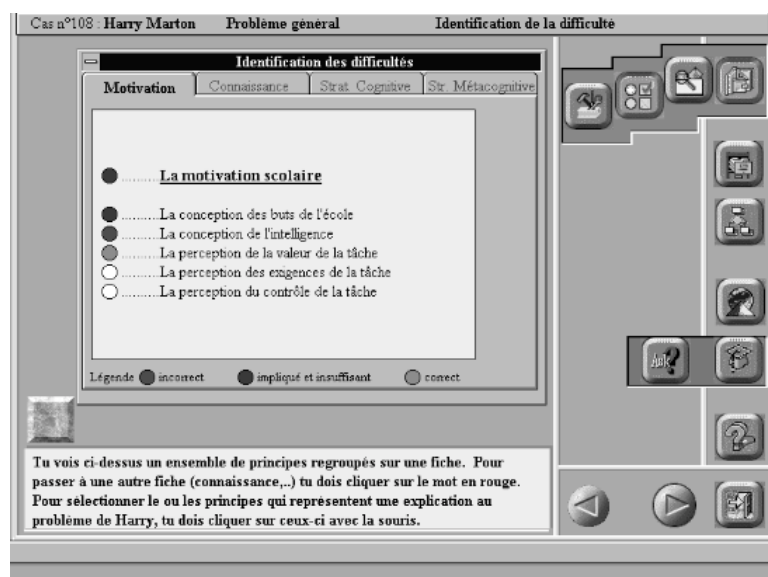 Cas n°108 : Harry Marton Problème général Identification de la difficulté
Identification des difficultés
Motivation Connaissance Strat. Cognitive Str. Métacognitive
La motivation scolaire
La conception des buts de l'école
La conception de l'intelligence
La perception de la valeur de la tâche
La perception des exigences de la tâche
La perception du contrôle de la tâche
Légende incorrect impliqué et insuffisant correct
Tu vois ci-dessus un ensemble de principes regroupés sur une fiche. Pour
passer à une autre fiche (connaissance,..) tu dois cliquer sur le mot en rouge.
Pour sélectionner le ou les principes qui représentent une explication au
problème de Harry, tu dois cliquer sur ceux-ci avec la souris.